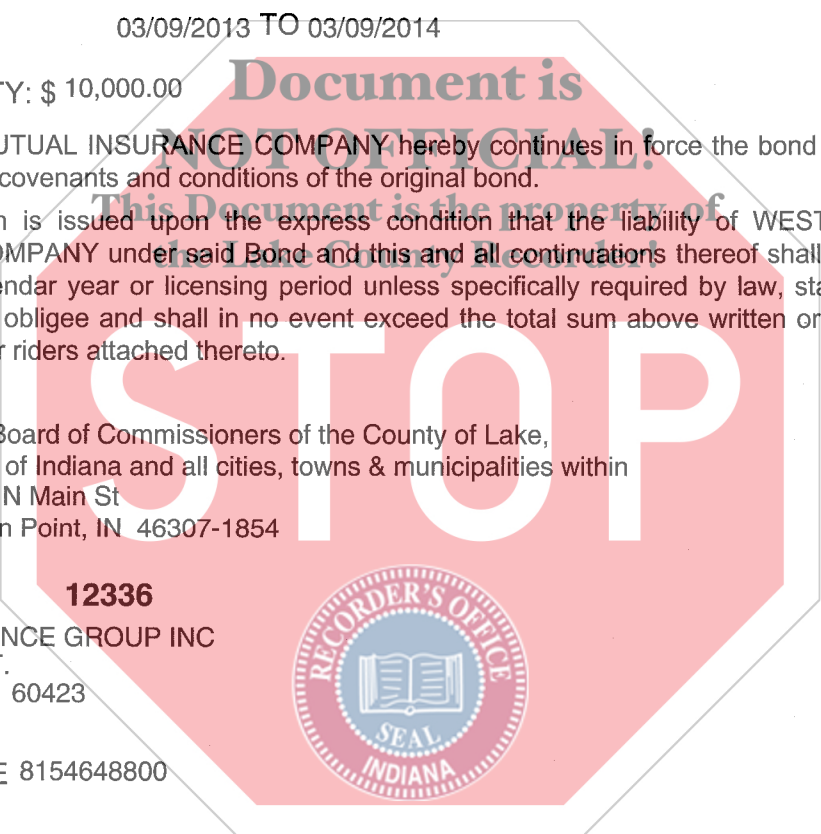 03/09/2013 TO 03/09/2014
Document is
TY: $ 10,000.00
NOT OFFICIAL!
UTUAL INSURANCE COMPANY hereby continues in force the bond
covenants and conditions of the original bond.
This Document is the property of
n is issued upon the express condition that the liability of WEST
the Lake County Recorder!
OMPANY under said Bond and this and all continuations thereof shall
endar year or licensing period unless specifically required by law, sta
obligee and shall in no event exceed the total sum above written or
r riders attached thereto.
STOP
Board of Commissioners of the County of Lake,
of Indiana and all cities, towns & municipalities within
N Main St
n Point, IN 46307-1854
12336
NCE GROUP INC
T.
60423
E 8154648800
RECORDER'S OFFICE
SEAL
INDIANA